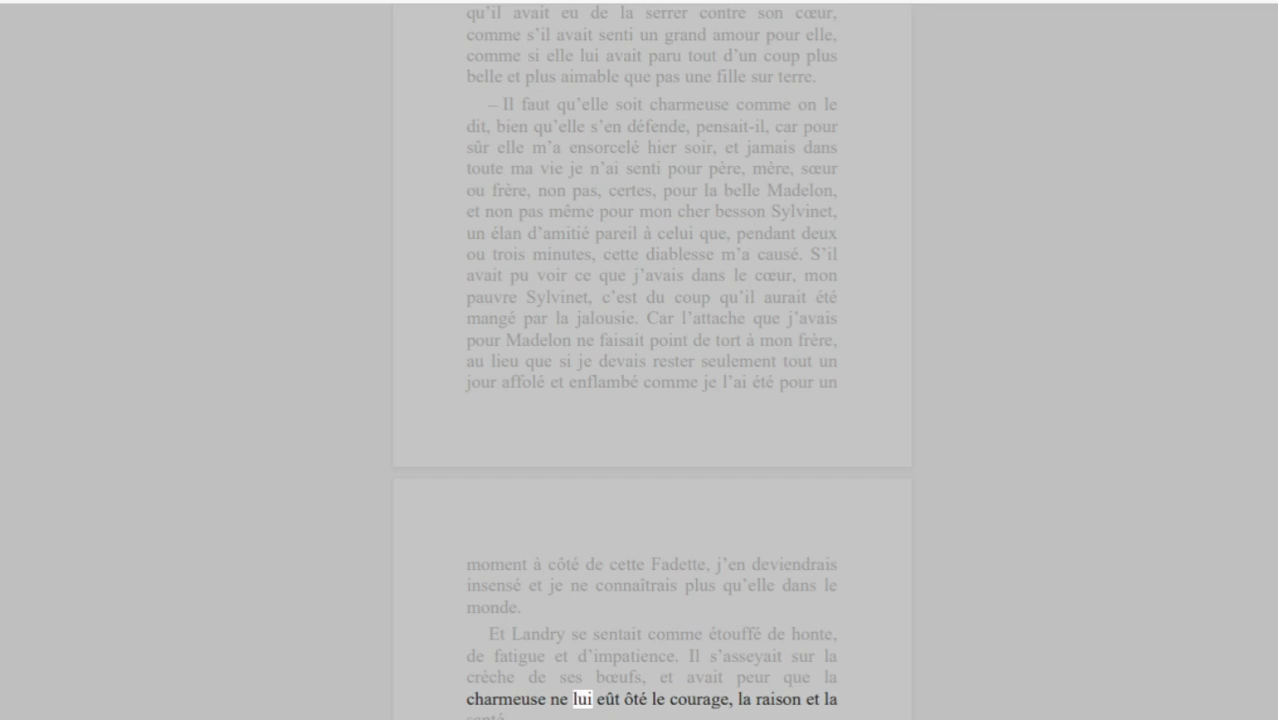 qu’il avait eu de la serrer contre son cœur,
comme s’il avait senti un grand amour pour elle,
comme si elle lui avait paru tout d’un coup plus
belle et plus aimable que pas une fille sur terre.
– Il faut qu’elle soit charmeuse comme on le
dit, bien qu’elle s’en défende, pensait-il, car pour
sûr elle m’a ensorcelé hier soir, et jamais dans
toute ma vie je n’ai senti pour père, mère, sœur
ou frère, non pas, certes, pour la belle Madelon,
et non pas même pour mon cher besson Sylvinet,
un élan d’amitié pareil à celui que, pendant deux
ou trois minutes, cette diablesse m’a causé. S’il
avait pu voir ce que j’avais dans le cœur, mon
pauvre Sylvinet, c’est du coup qu’il aurait été
mangé par la jalousie. Car l’attache que j’avais
pour Madelon ne faisait point de tort à mon frère,
au lieu que si je devais rester seulement tout un
jour affolé et enflambé comme je l’ai été pour un
moment à côté de cette Fadette, j’en deviendrais
insensé et je ne connaîtrais plus qu’elle dans le
monde.
Et Landry se sentait comme étouffé de honte,
de fatigue et d’impatience. Il s’asseyait sur la
crèche de ses bœufs, et avait peur que la
charmeuse ne lui eût ôté le courage, la raison et la
santé.